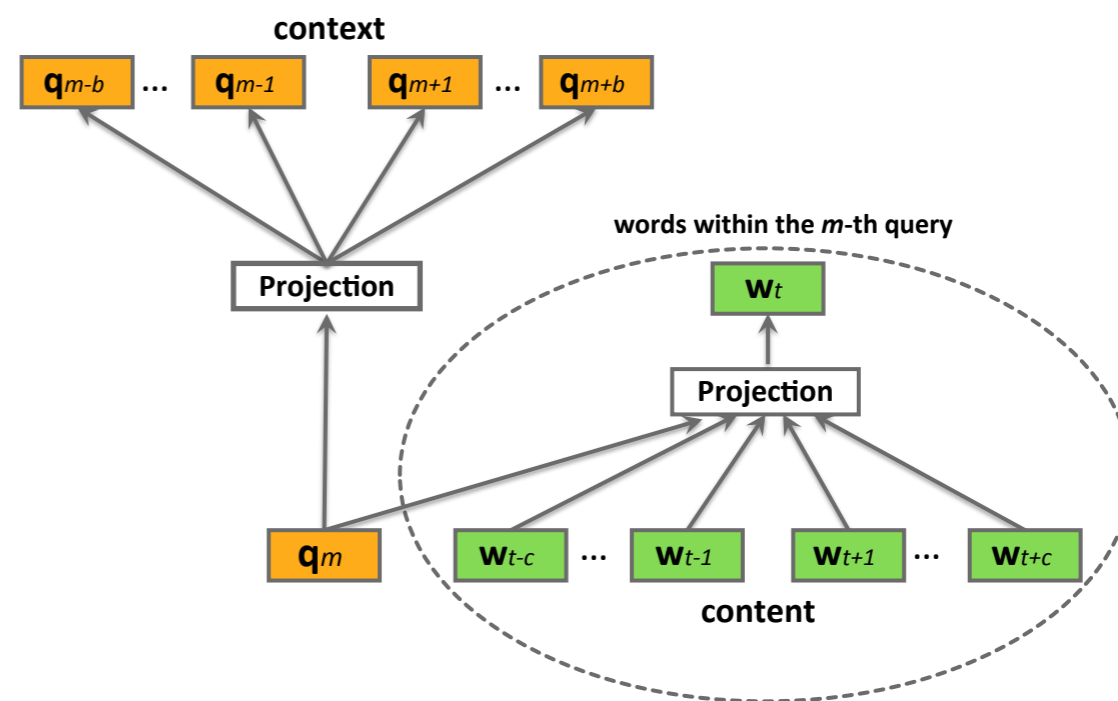 context
qm-b ... qm-1 qm+1 ... qm+b
words within the m-th query
wt
Projection
Projection
qm wt-c ... wt-1 wt+1 ... wt+c
content